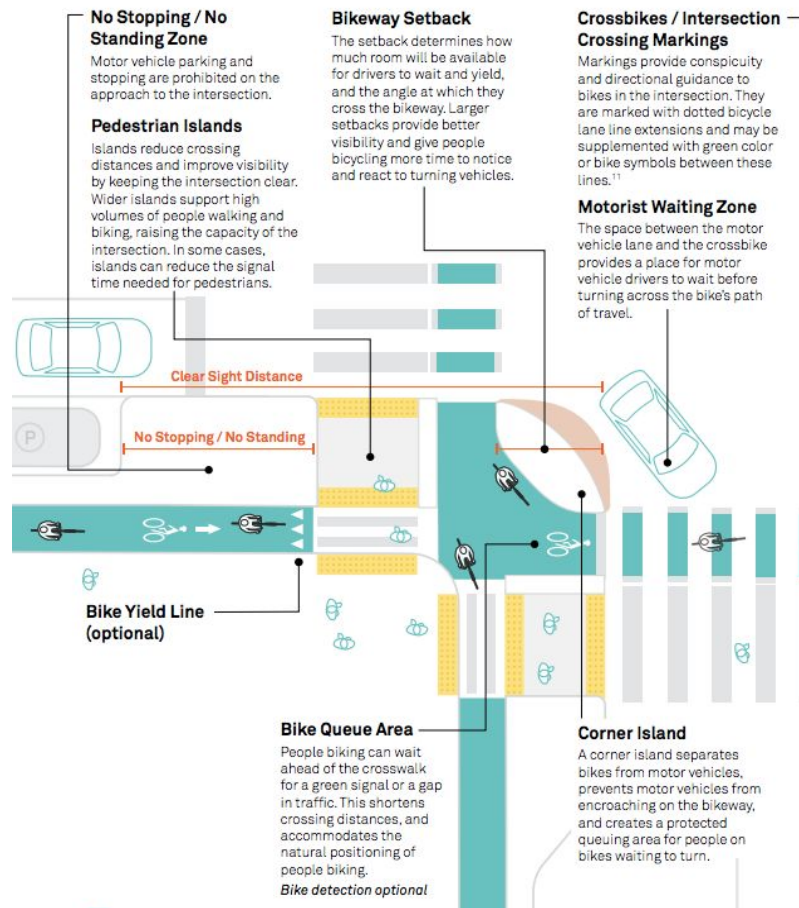 No Stopping / No
Standing Zone
Motor vehicle parking and
stopping are prohibited on the
approach to the intersection.
Pedestrian Islands
Islands reduce crossing
distances and improve visibility
by keeping the intersection clear.
Wider islands support high
volumes of people walking and
biking, raising the capacity of the
intersection. In some cases,
islands can reduce the signal
time needed for pedestrians.
Bikeway Setback
The setback determines how
much room will be available
for drivers to wait and yield,
and the angle at which they
cross the bikeway. Larger
setbacks provide better
visibility and give people
bicycling more time to notice
and react to turning vehicles.
Crossbikes / Intersection
Crossing Markings
Markings provide conspicuity
and directional guidance to
bikes in the intersection. They
are marked with dotted bicycle
lane line extensions and may be
supplemented with green color
or bike symbols between these
lines.¹¹
Motorist Waiting Zone
The space between the motor
vehicle lane and the crossbike
provides a place for motor
vehicle drivers to wait before
turning across the bike's path
of travel.
Clear Sight Distance
No Stopping / No Standing
P
Bike Yield Line
(optional)
Bike Queue Area
People biking can wait
ahead of the crosswalk
for a green signal or a gap
in traffic. This shortens
crossing distances, and
accommodates the
natural positioning of
people biking.
Bike detection optional
Corner Island
A corner island separates
bikes from motor vehicles,
prevents motor vehicles from
encroaching on the bikeway,
and creates a protected
queuing area for people on
bikes waiting to turn.